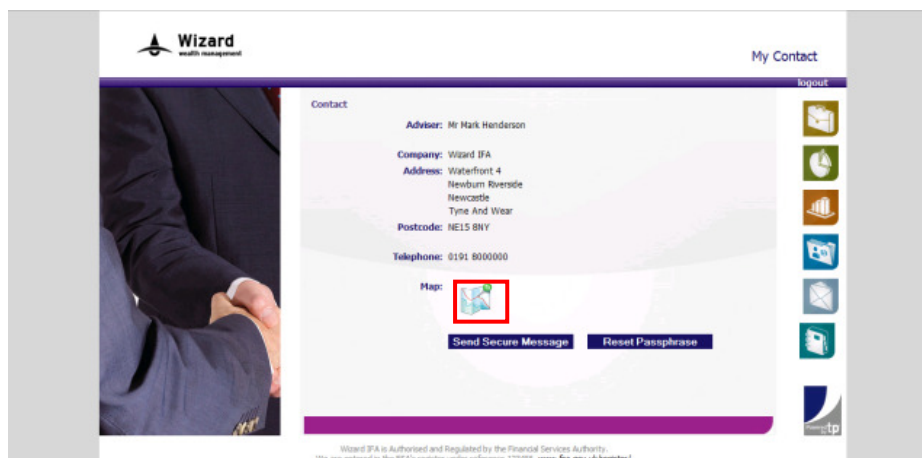 Wizard
wealth management
My Contact
logout
Contact
Adviser: Mr Mark Henderson
Company: Wizard IFA
Address: Waterfront 4
Newburn Riverside
Newcastle
Tyne And Wear
Postcode: NE15 8NY
Telephone: 0191 8000000
Map:
Send Secure Message Reset Passphrase
Powered by tp
Wizard IFA is Authorised and Regulated by the Financial Services Authority.